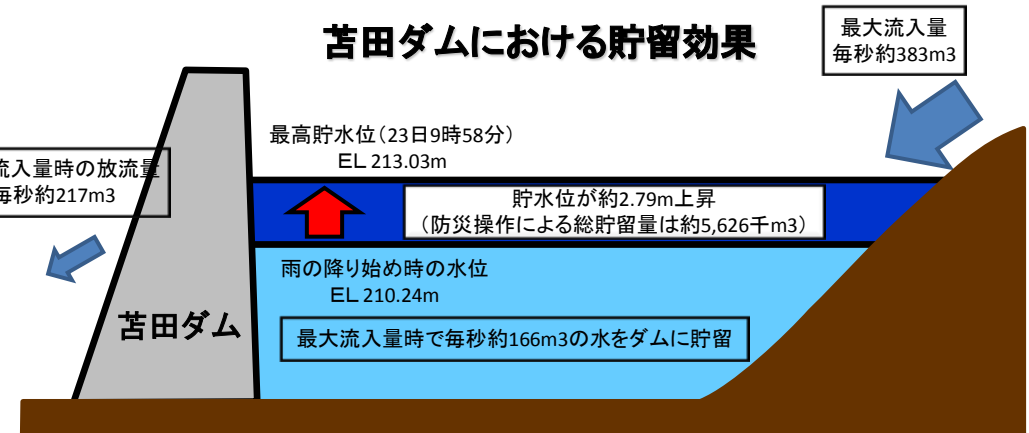 苫田ダムにおける貯留効果
最大流入量
毎秒約383m3
最高貯水位(23日9時58分)
EL 213.03m
流入量時の放流量
毎秒約217m3
貯水位が約2.79m上昇
(防災操作による総貯留量は約5,626千m3)
雨の降り始め時の水位
EL 210.24m
苫田ダム
最大流入量時で毎秒約166m3の水をダムに貯留